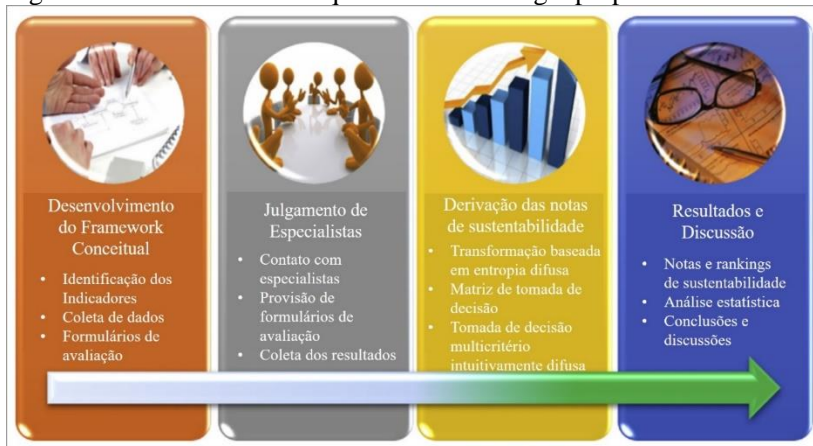 Desenvolvimento
do Framework
Conceitual
• Identificação dos
Indicadores
• Coleta de dados
• Formulários de
avaliação
Julgamento de
Especialistas
• Contato com
especialistas
• Provisão de
formulários de
avaliação
• Coleta dos resultados
Derivação das notas
de sustentabilidade
• Transformação baseada
em entropia difusa
• Matriz de tomada de
decisão
• Tomada de decisão
multicritério
intuitivamente difusa
Resultados e
Discussão
• Notas e rankings
de sustentabilidade
• Análise estatística
• Conclusões e
discussões